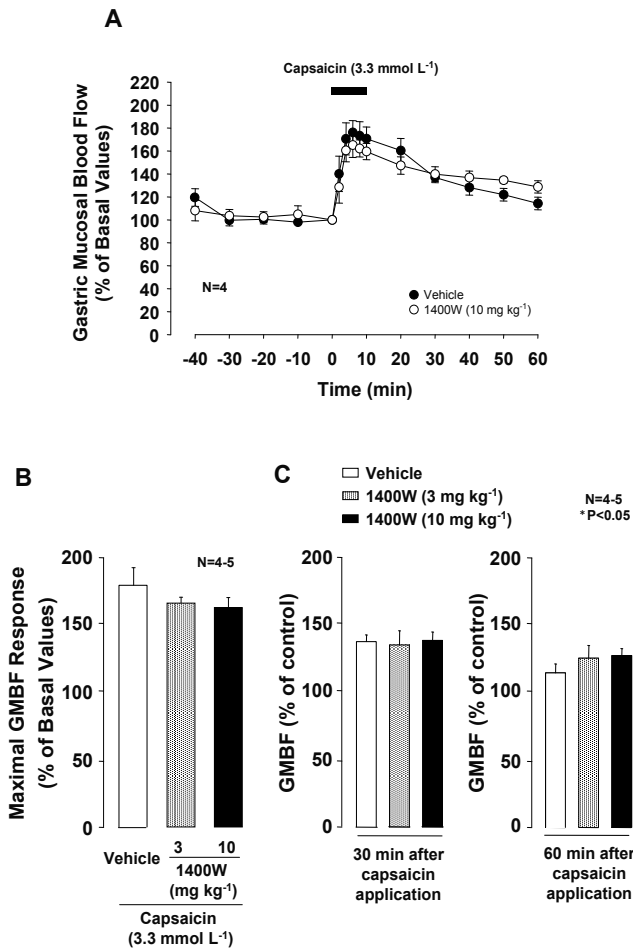 A
Capsaicin (3.3 mmol L-1)
Gastric Mucosal Blood Flow
(% of Basal Values)
220
200
180
160
140
120
100
80
60
40
20
0
N=4
Vehicle
1400W (10 mg kg-1)
-40 -30 -20 -10 0 10 20 30 40 50 60
Time (min)
B
Maximal GMBF Response
(% of Basal Values)
200
150
100
50
0
N=4-5
Vehicle
3 10
1400W
(mg kg-1)
Capsaicin
(3.3 mmol L-1)
C
Vehicle
1400W (3 mg kg-1)
1400W (10 mg kg-1)
N=4-5
*P<0.05
GMBF (% of control)
200
150
100
50
0
30 min after
capsaicin
application
GMBF (% of control)
200
150
100
50
0
60 min after
capsaicin
application